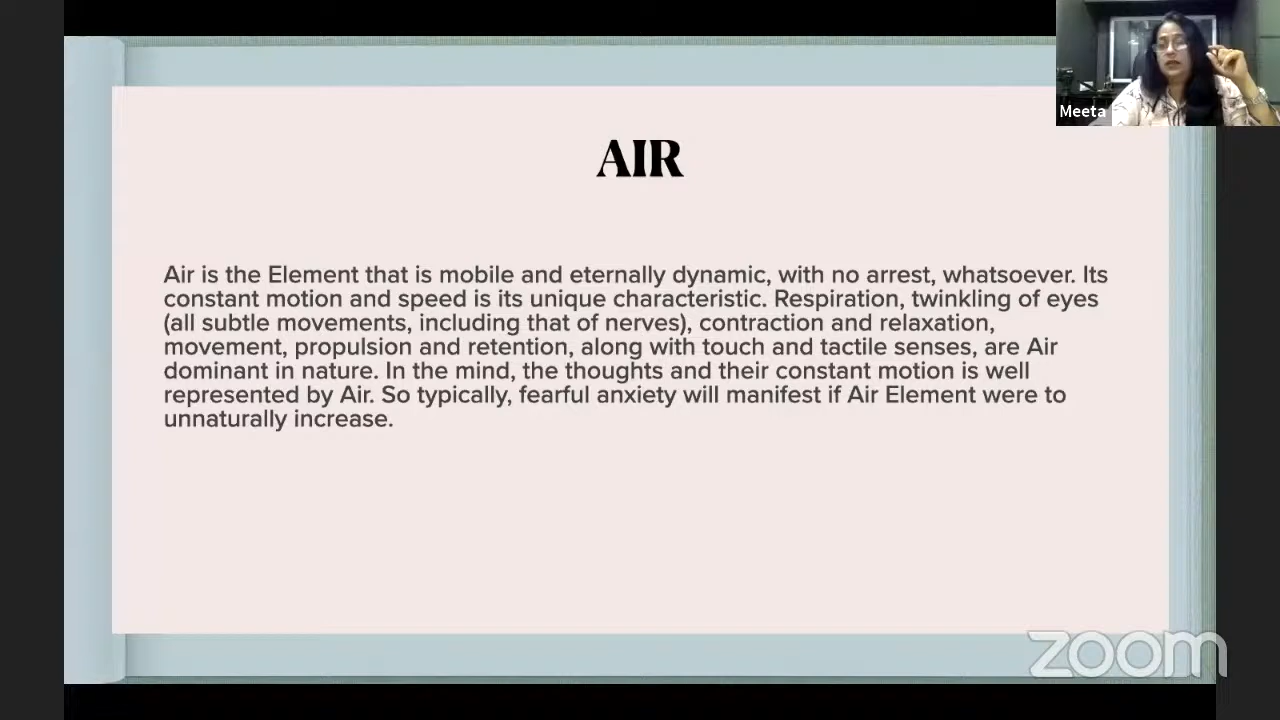 Meeta
AIR
Air is the Element that is mobile and eternally dynamic, with no arrest, whatsoever. Its
constant motion and speed is its unique characteristic. Respiration, twinkling of eyes
(all subtle movements, including that of nerves), contraction and relaxation,
movement, propulsion and retention, along with touch and tactile senses, are Air
dominant in nature. In the mind, the thoughts and their constant motion is well
represented by Air. So typically, fearful anxiety will manifest if Air Element were to
unnaturally increase.
zoom